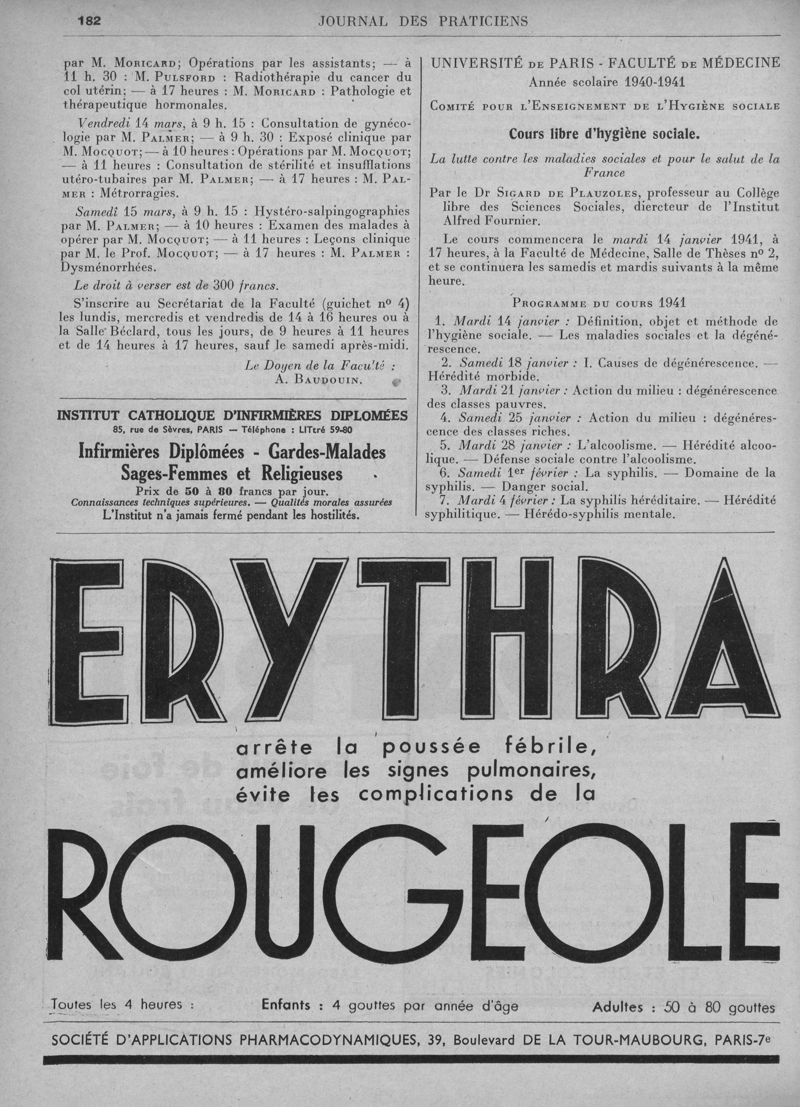 182
JOURNAL DES PRATICIENS
par M. MORICARD; Opérations par les assistants; — à
11 h. 30 : M. PULSFORD : Radiothérapie du cancer du
col utérin; — à 17 heures : M. MORICARD : Pathologie et
thérapeutique hormonales.
Vendredi 14 mars, à 9 h. 15 : Consultation de gynéco-
logie par M. PALMER; — à 9 h. 30 : Exposé clinique par
M. MOCQUOT; — à 10 heures : Opérations par M. MOCQUOT;
— à 11 heures : Consultation de stérilité et insufflations
utéro-tubaires par M. PALMER; — à 17 heures : M. PAL-
MER : Métrorragies.
Samedi 15 mars, à 9 h. 15 : Hystéro-salpingographies
par M. PALMER; — à 10 heures : Examen des malades à
opérer par M. MOCQUOT; — à 11 heures : Leçons clinique
par M. le Prof. MOCQUOT; — à 17 heures : M. PALMER :
Dysménorrhées.
Le droit à verser est de 300 francs.
S'inscrire au Secrétariat de la Faculté (guichet n° 4)
les lundis, mercredis et vendredis de 14 à 16 heures ou à
la Salle Béclard, tous les jours, de 9 heures à 11 heures
et de 14 heures à 17 heures, sauf le samedi après-midi.
Le Doyen de la Faculté :
A. BAUDOUIN.
INSTITUT CATHOLIQUE D'INFIRMIÈRES DIPLOMÉES
85, rue de Sèvres, PARIS — Téléphone : LITtré 59-80
Infirmières Diplômées - Gardes-Malades
Sages-Femmes et Religieuses
Prix de 50 à 80 francs par jour.
Connaissances techniques supérieures. — Qualités morales assurées
L'Institut n'a jamais fermé pendant les hostilités.
UNIVERSITÉ DE PARIS - FACULTÉ DE MÉDECINE
Année scolaire 1940-1941
COMITÉ POUR L'ENSEIGNEMENT DE L'HYGIÈNE SOCIALE
Cours libre d'hygiène sociale.
La lutte contre les maladies sociales et pour le salut de la
France
Par le Dr SIGARD DE PLAUZOLES, professeur au Collège
libre des Sciences Sociales, diercteur de l'Institut
Alfred Fournier.
Le cours commencera le mardi 14 janvier 1941, à
17 heures, à la Faculté de Médecine, Salle de Thèses n° 2,
et se continuera les samedis et mardis suivants à la même
heure.
PROGRAMME DU COURS 1941
1. Mardi 14 janvier : Définition, objet et méthode de
l'hygiène sociale. — Les maladies sociales et la dégéné-
rescence.
2. Samedi 18 janvier : I. Causes de dégénérescence. —
Hérédité morbide.
3. Mardi 21 janvier : Action du milieu : dégénérescence
des classes pauvres.
4. Samedi 25 janvier : Action du milieu : dégénéres-
cence des classes riches.
5. Mardi 28 janvier : L'alcoolisme. — Hérédité alcoo-
lique. — Défense sociale contre l'alcoolisme.
6. Samedi 1er février : La syphilis. — Domaine de la
syphilis. — Danger social.
7. Mardi 4 février : La syphilis héréditaire. — Hérédité
syphilitique. — Hérédo-syphilis mentale.
ERYTHRA
arrête la poussée fébrile,
améliore les signes pulmonaires,
évite les complications de la
ROUGEOLE
Toutes les 4 heures :
Enfants : 4 gouttes par année d'âge
Adultes : 50 à 80 gouttes
SOCIÉTÉ D'APPLICATIONS PHARMACODYNAMIQUES, 39, Boulevard DE LA TOUR-MAUBOURG, PARIS-7e